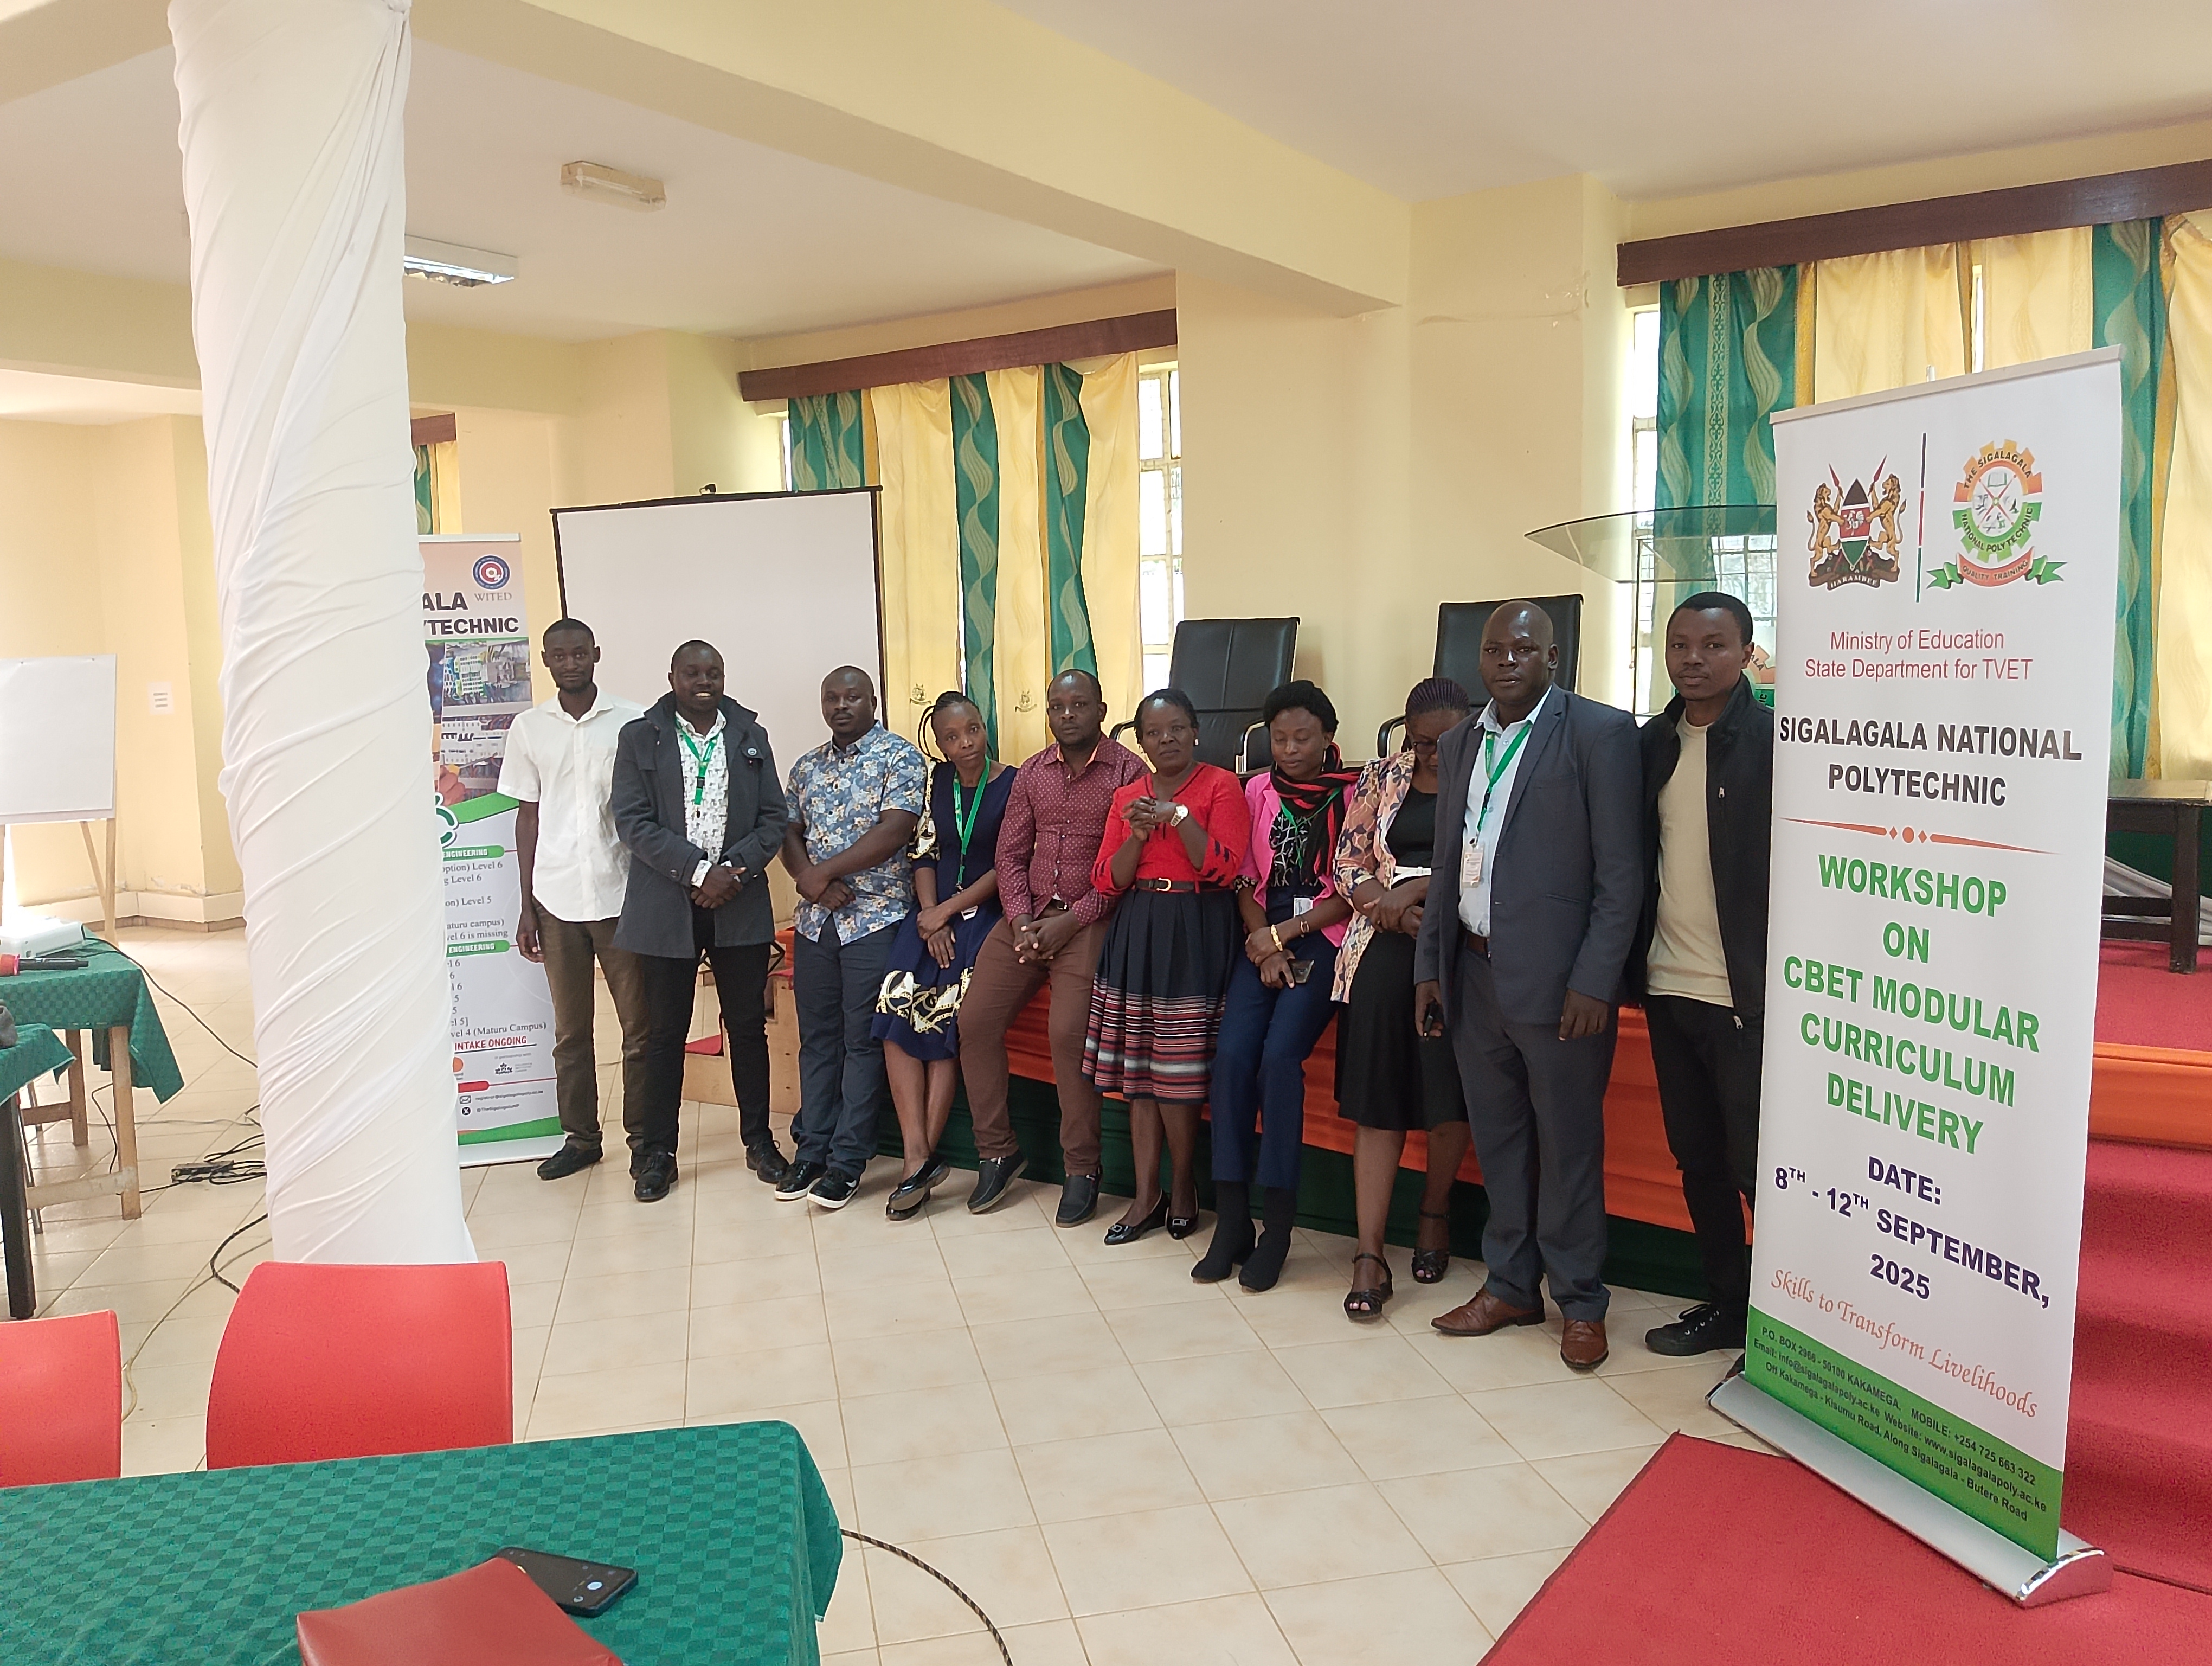 WITED
ALA
YTECHNIC
ENGINEERING
option) Level 6
g Level 6
on) Level 5
aturu campus)
vel 6 is missing
ENGINEERING
l 6
6
l 6
5
5
el 5]
vel 4 (Maturu Campus)
INTAKE ONGOING
HARAMBEE
THE SIGALAGALA
NATIONAL POLYTECHNIC
QUALITY TRAINING
Ministry of Education
State Department for TVET
SIGALAGALA NATIONAL
POLYTECHNIC
WORKSHOP
ON
CBET MODULAR
CURRICULUM
DELIVERY
DATE:
8TH - 12TH SEPTEMBER,
2025
Skills to Transform Livelihoods
P.O. BOX 2966 - 50100 KAKAMEGA. MOBILE: +254 725 663 322
Email: info@sigalagalapoly.ac.ke Website: www.sigalagalapoly.ac.ke
Off Kakamega - Kisumu Road, Along Sigalagala - Butere Road